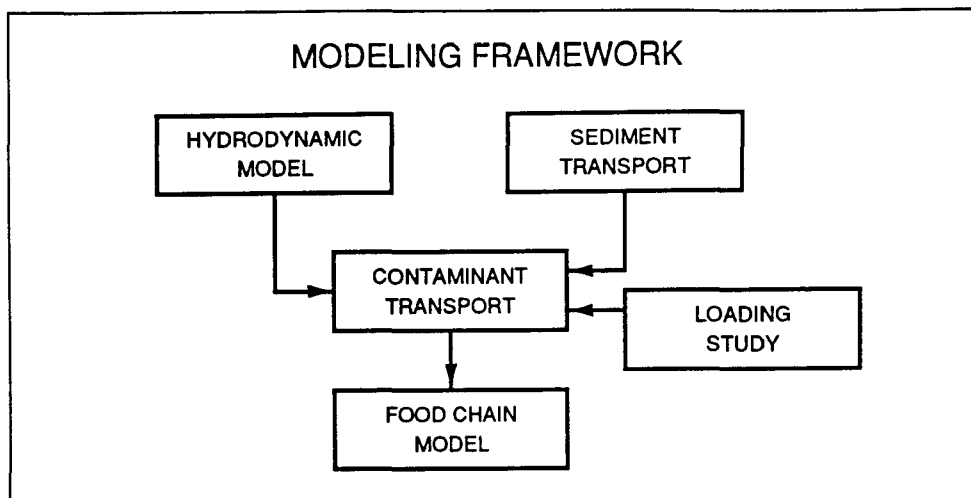 MODELING FRAMEWORK
HYDRODYNAMIC
MODEL
SEDIMENT
TRANSPORT
CONTAMINANT
TRANSPORT
LOADING
STUDY
FOOD CHAIN
MODEL